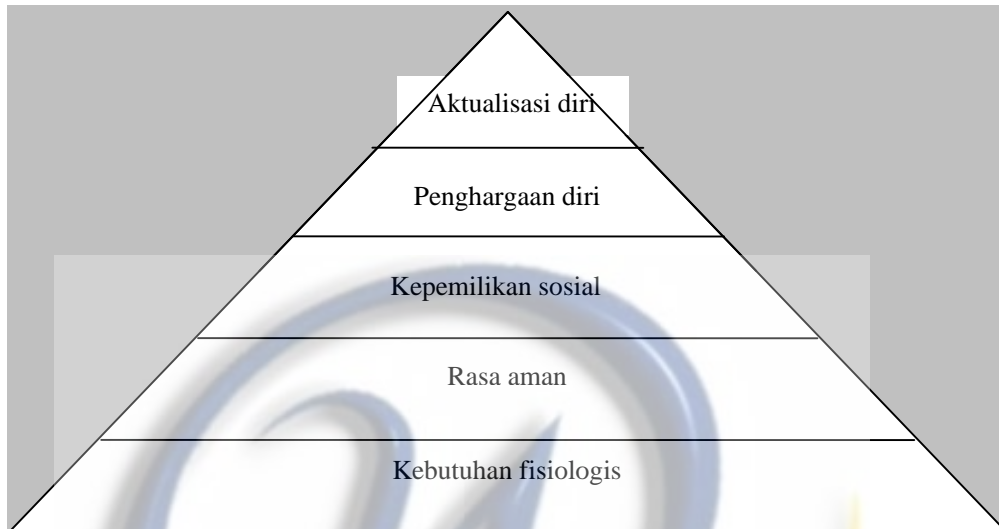 Aktualisasi diri
Penghargaan diri
Kepemilikan sosial
Rasa aman
Kebutuhan fisiologis